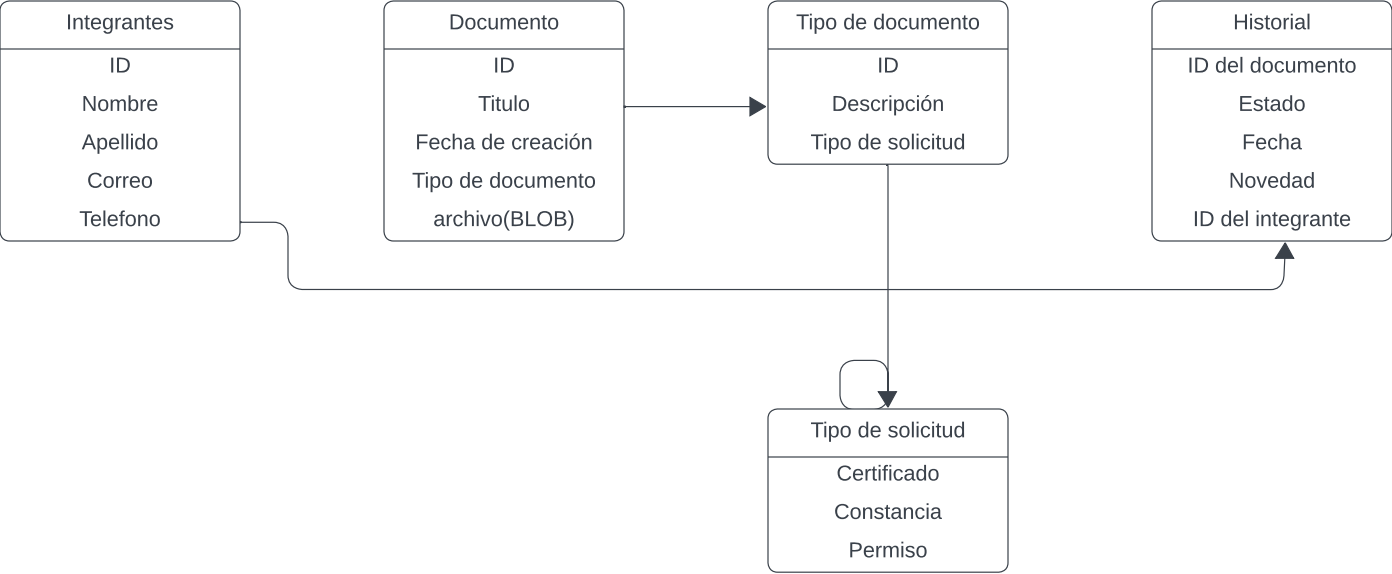 Integrantes
ID
Nombre
Apellido
Correo
Telefono
Documento
ID
Titulo
Fecha de creación
Tipo de documento
archivo(BLOB)
Tipo de documento
ID
Descripción
Tipo de solicitud
Historial
ID del documento
Estado
Fecha
Novedad
ID del integrante
Tipo de solicitud
Certificado
Constancia
Permiso